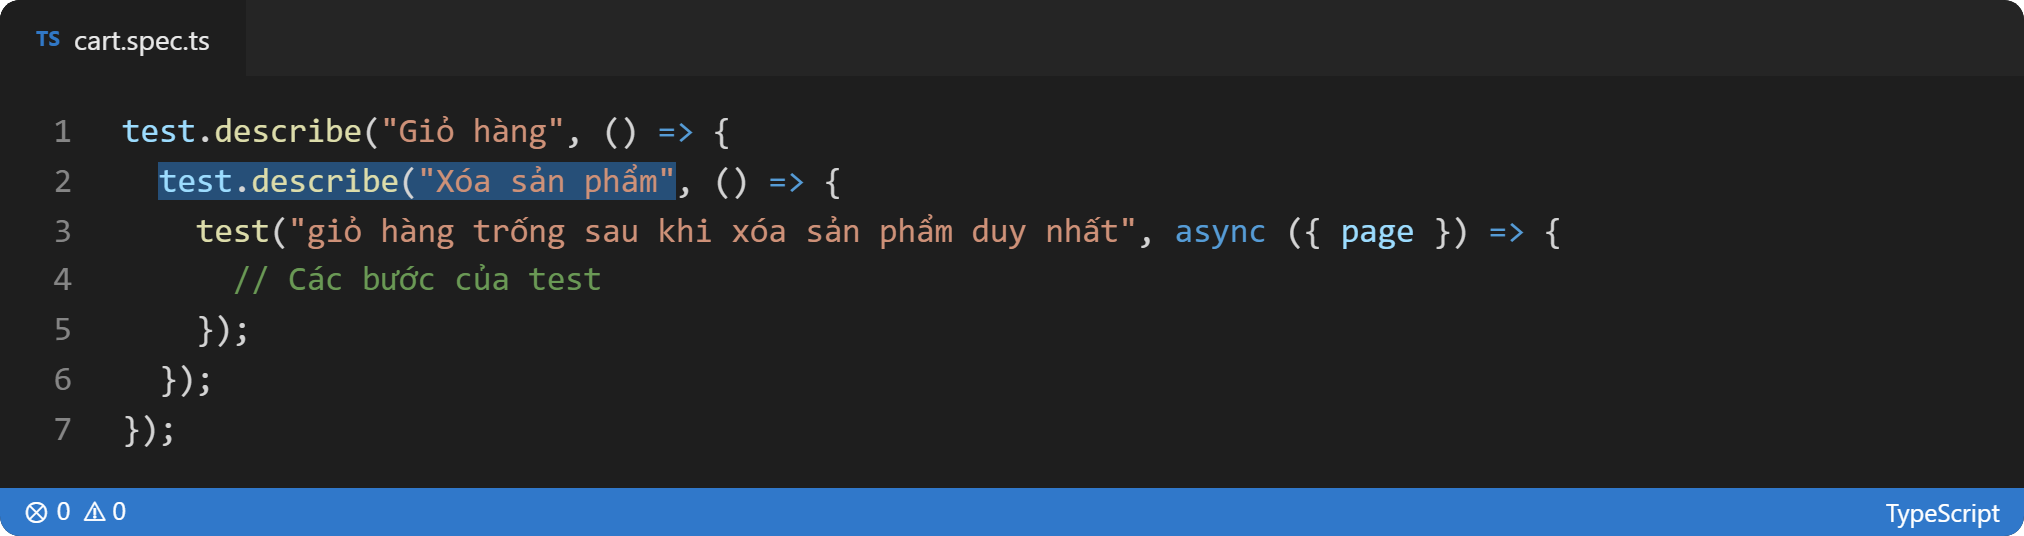 TS cart.spec.ts
1 test.describe("Giỏ hàng", () => {
2 test.describe("Xóa sản phẩm", () => {
3 test("giỏ hàng trống sau khi xóa sản phẩm duy nhất", async ({ page }) => {
4 // Các bước của test
5 });
6 });
7 });
0 0 TypeScript